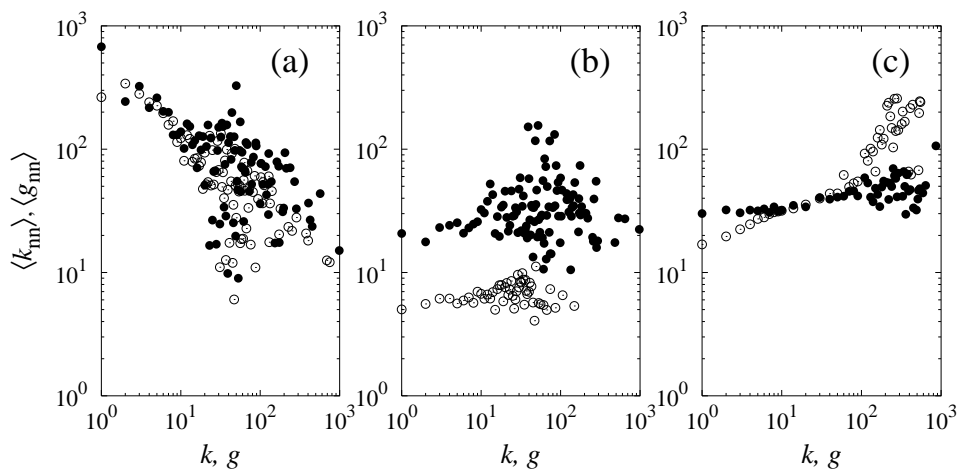 10³ 10³ 10³
(a) (b) (c)
10² 10² 10²
⟨k_nn⟩, ⟨g_nn⟩
10¹ 10¹ 10¹
10⁰ 10⁰ 10⁰
10⁰ 10¹ 10² 10³ 10⁰ 10¹ 10² 10³ 10⁰ 10¹ 10² 10³
k, g k, g k, g